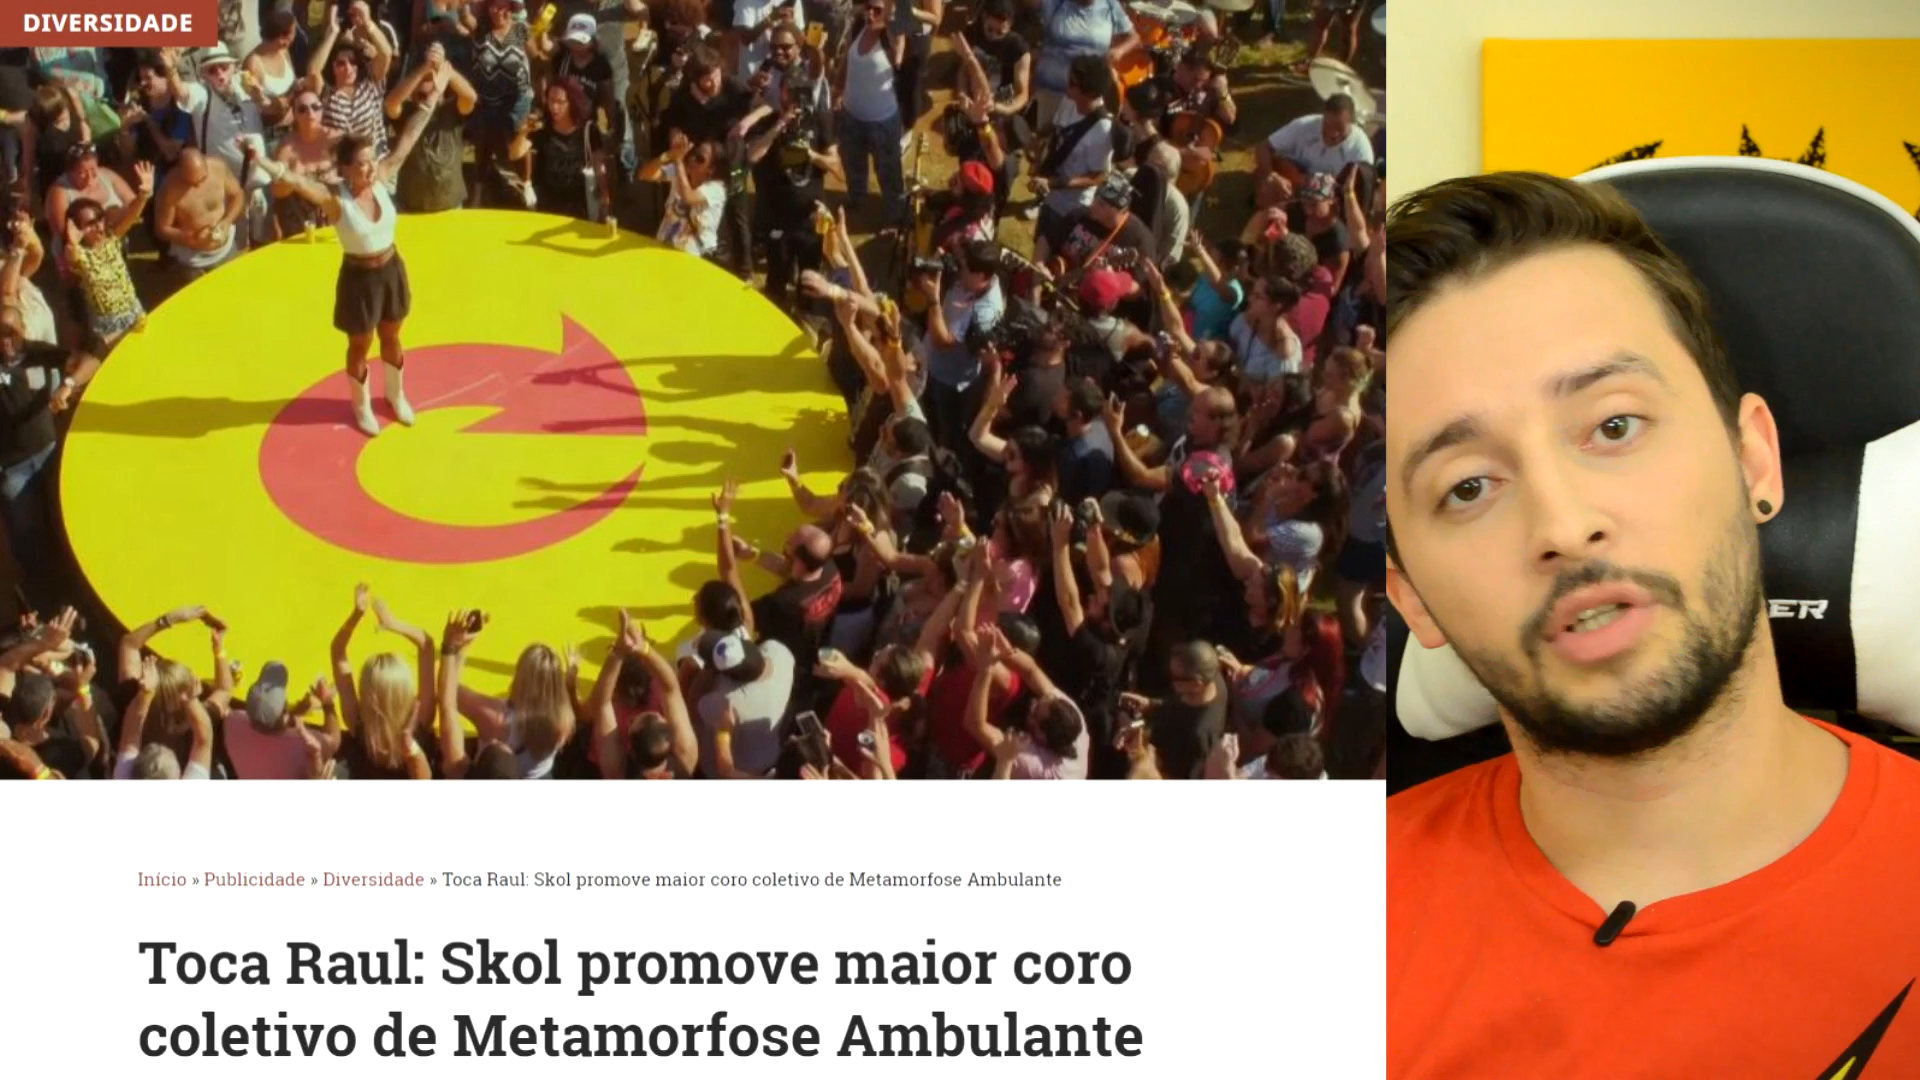 DIVERSIDADE
ER
Início » Publicidade » Diversidade » Toca Raul: Skol promove maior coro coletivo de Metamorfose Ambulante
Toca Raul: Skol promove maior coro
coletivo de Metamorfose Ambulante